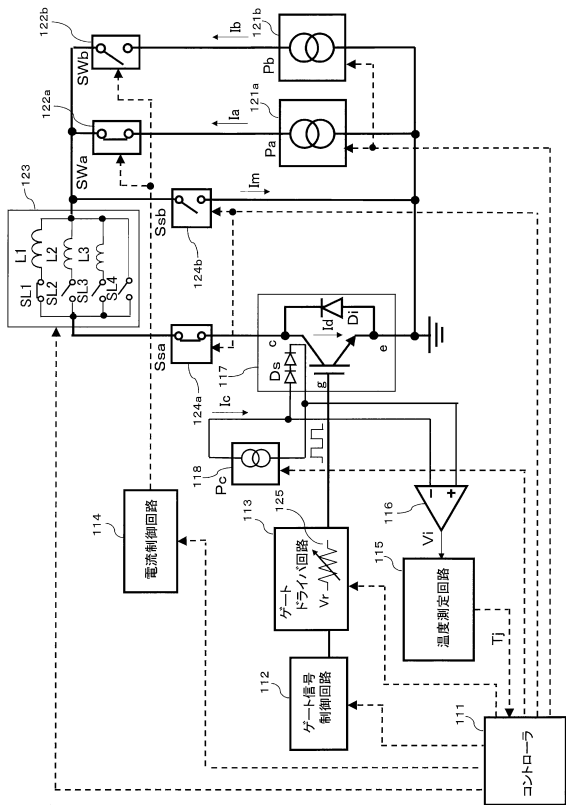 122b
SWb
Ib
121b
Pb
122a
SWa
Ia
121a
Pa
123
L1
L2
L3
SL1
SL2
SL3
SL4
Ssb
124b
Im
Ssa
124a
117
c
Id
Di
e
Ds
g
Ic
118
Pc
116
−
+
Vi
114
電流制御回路
113
125
ゲート
ドライバ回路
Vr
115
温度測定回路
Tj
112
ゲート信号
制御回路
111
コントローラ